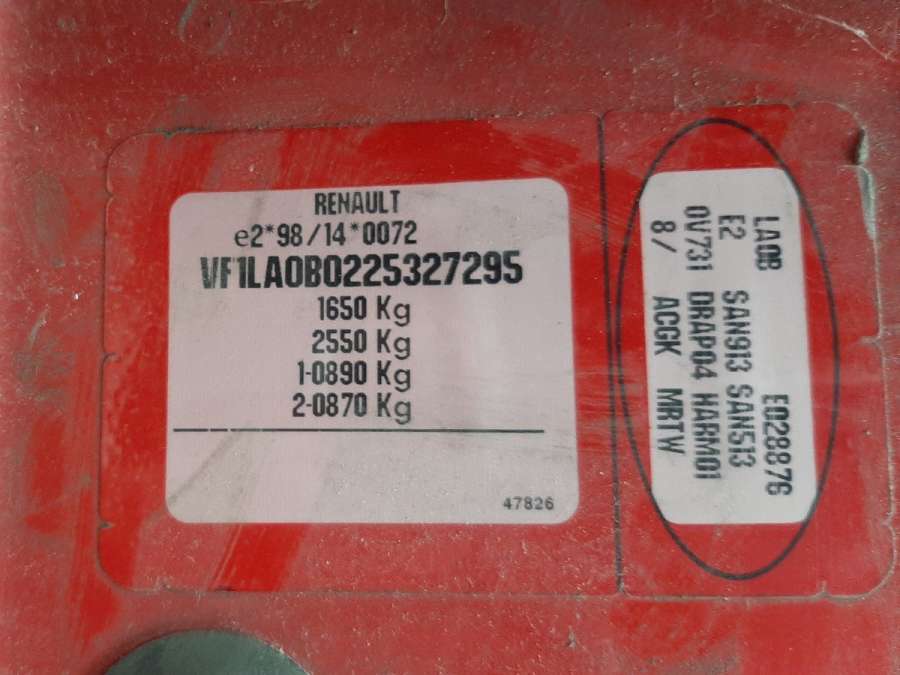 RENAULT
e2*98/14*0072
VF1LA0B0225327295
1650 Kg
2550 Kg
1-0890 Kg
2-0870 Kg
47826
LA0B E028876
E2 SAN913 SAN513
0V731 DRAP04 HARM01
8/ ACGK MRTW